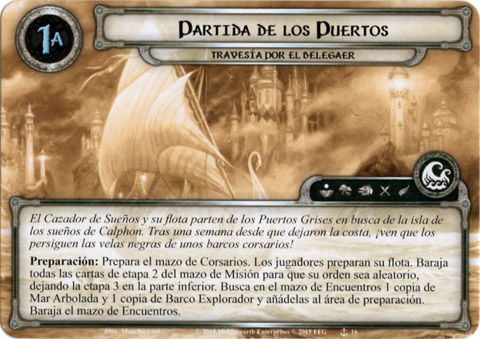 1A
Partida de los Puertos
Travesía por el Belegaer
El Cazador de Sueños y su flota parten de los Puertos Grises en busca de la isla de
los sueños de Calphon. Tras una semana desde que dejaron la costa, ¡ven que los
persiguen las velas negras de unos barcos corsarios!
Preparación: Prepara el mazo de Corsarios. Los jugadores preparan su flota. Baraja
todas las cartas de etapa 2 del mazo de Misión para que su orden sea aleatorio,
dejando la etapa 3 en la parte inferior. Busca en el mazo de Encuentros 1 copia de
Mar Arbolada y 1 copia de Barco Explorador y añádelas al área de preparación.
Baraja el mazo de Encuentros.
Illus.
Enterprises © 2015 FFG
16